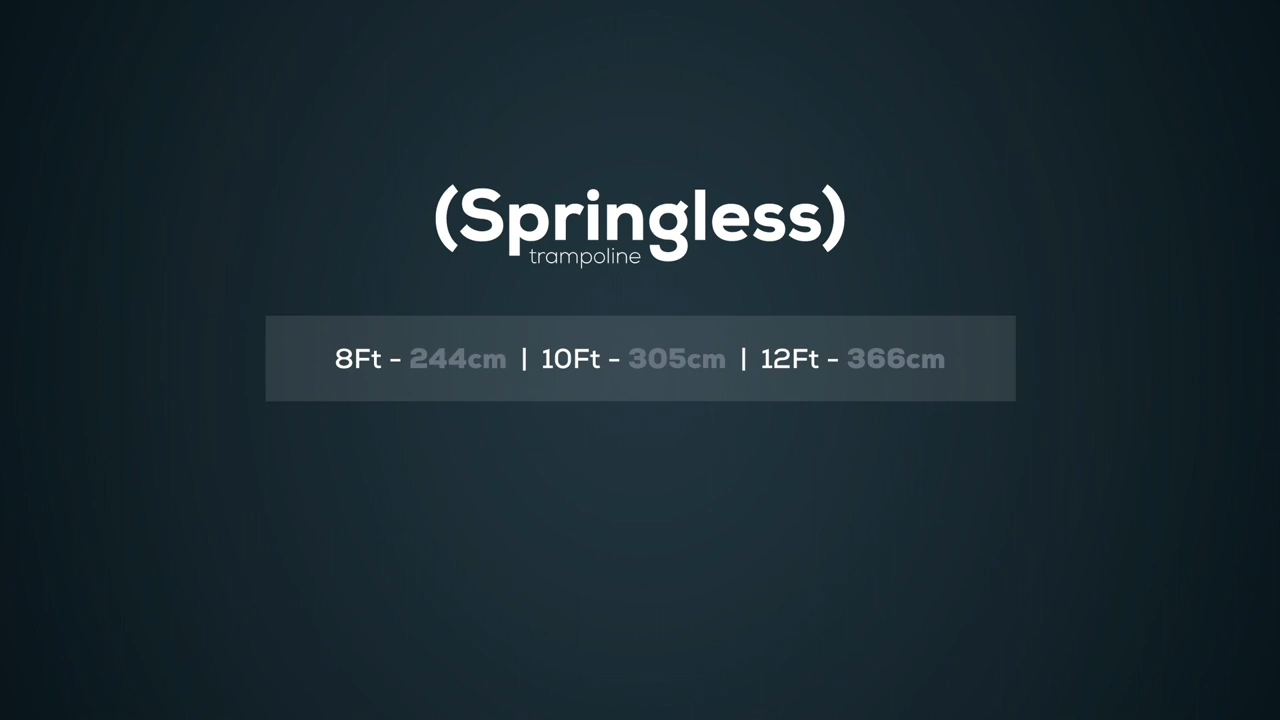 (Springless)
trampoline
8Ft - 244cm | 10Ft - 305cm | 12Ft - 366cm